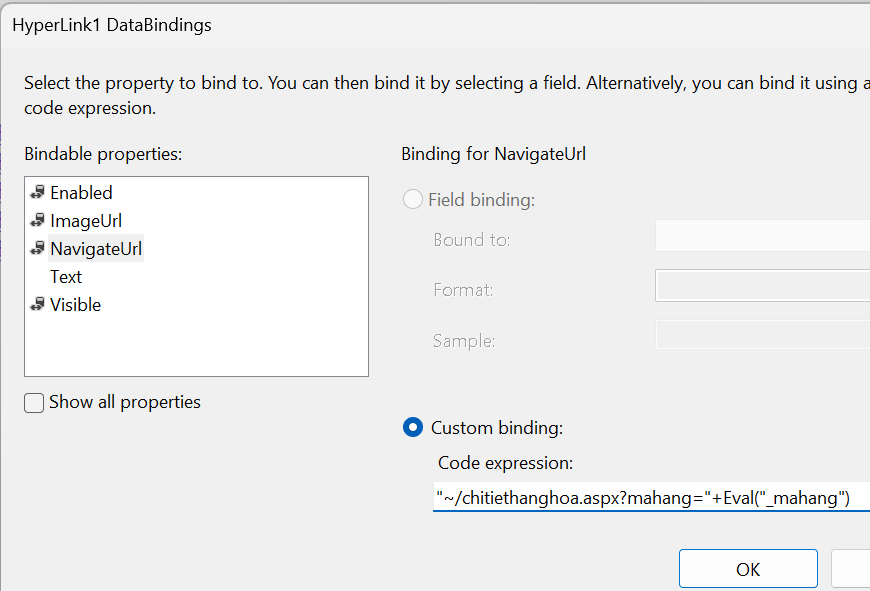 HyperLink1 DataBindings
Select the property to bind to. You can then bind it by selecting a field. Alternatively, you can bind it using a
code expression.
Bindable properties:
Binding for NavigateUrl
Enabled
ImageUrl
NavigateUrl
Text
Visible
Field binding:
Bound to:
Format:
Sample:
Show all properties
Custom binding:
Code expression:
"~/chitiethanghoa.aspx?mahang="+Eval("_mahang")
OK